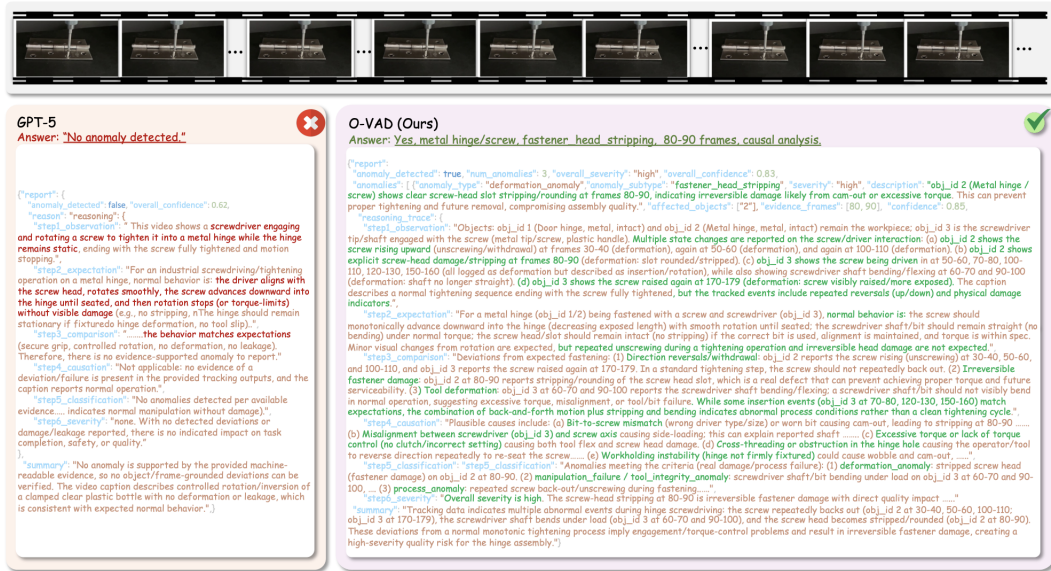 ...
...
...
...
GPT-5
Answer: "No anomaly detected."
{"report": {
"anomaly_detected": false, "overall_confidence": 0.62,
"reason": "reasoning": {
"step1_observation": " This video shows a screwdriver engaging
and rotating a screw to tighten it into a metal hinge while the hinge
remains static, ending with the screw fully tightened and motion
stopping.",
"step2_expectation": "For an industrial screwdriving/tightening
operation on a metal hinge, normal behavior is: the driver aligns
with the screw head, rotates smoothly, the screw advances downward into
the hinge until seated, and then rotation stops (or torque-limits)
without visible damage (e.g., no stripping, nThe hinge should remain
stationary if fixtured‹ hinge deformation, no tool slip)..",
"step3_comparison": "........the behavior matches expectations
(secure grip, controlled rotation, no deformation, no leakage).
Therefore, there is no evidence-supported anomaly to report.",
"step4_causation": "Not applicable: no evidence of a
deviation/failure is present in the provided tracking outputs, and the
caption reports normal operation.",
"step5_classification": "No anomalies detected per available
evidence..... indicates normal manipulation without damage).",
"step6_severity": "none. With no detected deviations or
damage/leakage reported, there is no indicated impact on task
completion, safety, or quality."
},
"summary": "No anomaly is supported by the provided machine-
readable evidence, so no object/frame-grounded deviations can be
verified. The video caption describes controlled rotation/inversion of
a clamped clear plastic bottle with no deformation or leakage, which
is consistent with expected normal behavior.",}
O-VAD (Ours)
Answer: Yes, metal hinge/screw, fastener_head_stripping, 80-90 frames, causal analysis.
{"report":
"anomaly_detected": true, "num_anomalies": 3, "overall_severity": "high", "overall_confidence": 0.83,
"anomalies": [ {"anomaly_type": "deformation_anomaly","anomaly_subtype": "fastener_head_stripping", "severity": "high", "description": "obj_id 2 (Metal hinge /
screw) shows clear screw-head slot stripping/rounding at frames 80-90, indicating irreversible damage likely from cam-out or excessive torque. This can prevent
proper tightening and future removal, compromising assembly quality.", "affected_objects": ["2"], "evidence_frames": [80, 90], "confidence": 0.85,
"reasoning_trace": {
"step1_observation": "Objects: obj_id 1 (Door hinge, metal, intact) and obj_id 2 (Metal hinge, metal, intact) remain the workpiece; obj_id 3 is the screwdriver
tip/shaft engaged with the screw (metal tip/screw, plastic handle). Multiple state changes are reported on the screw/driver interaction: (a) obj_id 2 shows the
screw rising upward (unscrewing/withdrawal) at frames 30-40 (deformation), again at 50-60 (deformation), and again at 100-110 (deformation). (b) obj_id 2 shows
explicit screw-head damage/stripping at frames 80-90 (deformation: slot rounded/stripped). (c) obj_id 3 shows the screw being driven in at 50-60, 70-80, 100-
110, 120-130, 150-160 (all logged as deformation but described as insertion/rotation), while also showing screwdriver shaft bending/flexing at 60-70 and 90-100
(deformation: shaft no longer straight). (d) obj_id 3 shows the screw raised again at 170-179 (deformation: screw visibly raised/more exposed). The caption
describes a normal tightening sequence ending with the screw fully tightened, but the tracked events include repeated reversals (up/down) and physical damage
indicators.",
"step2_expectation": "For a metal hinge (obj_id 1/2) being fastened with a screw and screwdriver (obj_id 3), normal behavior is: the screw should
monotonically advance downward into the hinge (decreasing exposed length) with smooth rotation until seated; the screwdriver shaft/bit should remain straight (no
bending) under normal torque; the screw head/slot should remain intact (no stripping) if the correct bit is used, alignment is maintained, and torque is within spec.
Minor visual changes from rotation are expected, but repeated unscrewing during a tightening operation and irreversible head damage are not expected.",
"step3_comparison": "Deviations from expected fastening: (1) Direction reversals/withdrawal: obj_id 2 reports the screw rising (unscrewing) at 30-40, 50-60,
and 100-110, and obj_id 3 reports the screw raised again at 170-179. In a standard tightening step, the screw should not repeatedly back out. (2) Irreversible
fastener damage: obj_id 2 at 80-90 reports stripping/rounding of the screw head slot, which is a real defect that can prevent achieving proper torque and future
serviceability. (3) Tool deformation: obj_id 3 at 60-70 and 90-100 reports the screwdriver shaft bending/flexing; a screwdriver shaft/bit should not visibly bend
in normal operation, suggesting excessive torque, misalignment, or tool/bit failure. While some insertion events (obj_id 3 at 70-80, 120-130, 150-160) match
expectations, the combination of back-and-forth motion plus stripping and bending indicates abnormal process conditions rather than a clean tightening cycle.",
"step4_causation": "Plausible causes include: (a) Bit-to-screw mismatch (wrong driver type/size) or worn bit causing cam-out, leading to stripping at 80-90 ......
(b) Misalignment between screwdriver (obj_id 3) and screw axis causing side-loading; this can explain reported shaft ........ (c) Excessive torque or lack of torque
control (no clutch/incorrect setting) causing both tool flex and screw head damage. (d) Cross-threading or obstruction in the hinge hole causing the operator/tool
to reverse direction repeatedly to re-seat the screw...... (e) Workholding instability (hinge not firmly fixtured) could cause wobble and cam-out, ......",
"step5_classification": "step5_classification": "Anomalies meeting the criteria (real damage/process failure): (1) deformation_anomaly: stripped screw head
(fastener damage) on obj_id 2 at 80-90. (2) manipulation_failure / tool_integrity_anomaly: screwdriver shaft/bit bending under load on obj_id 3 at 60-70 and 90-
100, .... (3) process_anomaly: repeated screw back-out/unscrewing during fastening......",
"step6_severity": "Overall severity is high. The screw-head stripping at 80-90 is irreversible fastener damage with direct quality impact ......"
"summary": "Tracking data indicates multiple abnormal events during hinge screwdriving: the screw repeatedly backs out (obj_id 2 at 30-40, 50-60, 100-110;
obj_id 3 at 170-179), the screwdriver shaft bends under load (obj_id 3 at 60-70 and 90-100), and the screw head becomes stripped/rounded (obj_id 2 at 80-90).
These deviations from a normal monotonic tightening process imply engagement/torque-control problems and result in irreversible fastener damage, creating a
high-severity quality risk for the hinge assembly."}